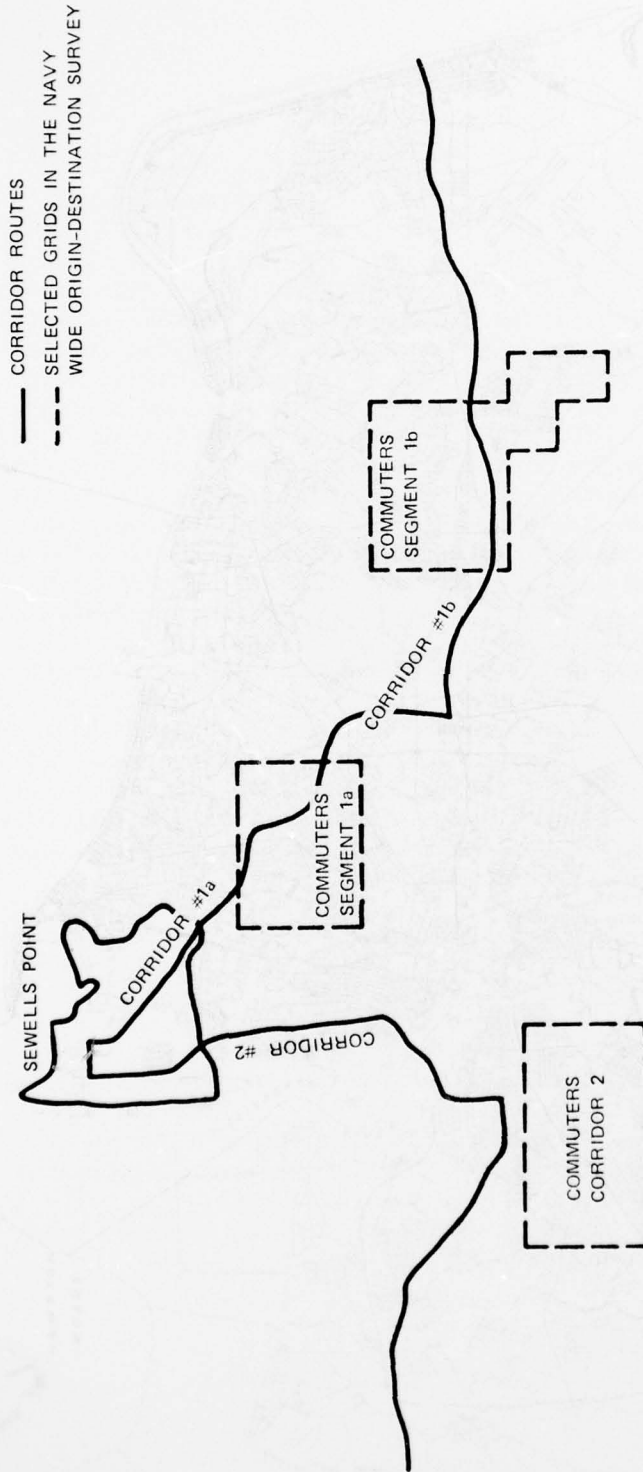 CORRIDOR ROUTES
SELECTED GRIDS IN THE NAVY
WIDE ORIGIN-DESTINATION SURVEY
SEWELLS POINT
CORRIDOR #1a
COMMUTERS
SEGMENT 1a
CORRIDOR #2
CORRIDOR #1b
COMMUTERS
SEGMENT 1b
COMMUTERS
CORRIDOR 2